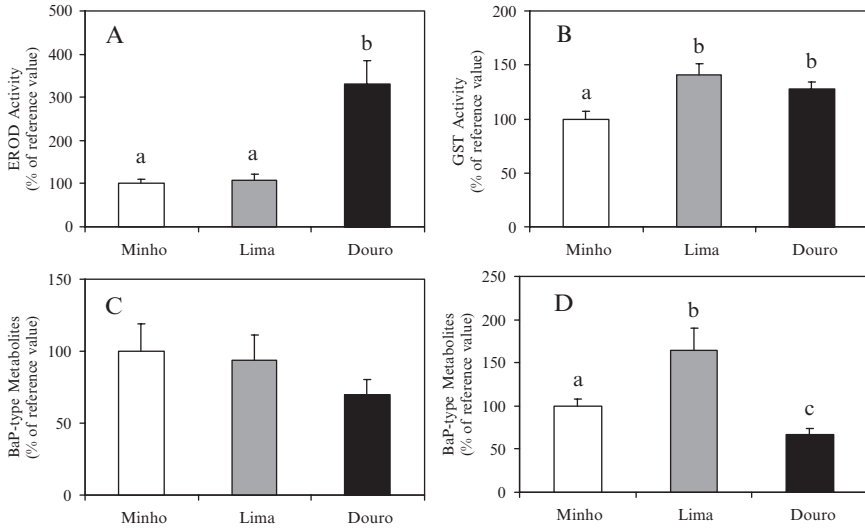 A
EROD Activity
(% of reference value)
500
400
300
200
100
0
a
a
b
Minho
Lima
Douro
B
GST Activity
(% of reference value)
200
150
100
50
0
a
b
b
Minho
Lima
Douro
C
BaP-type Metabolites
(% of reference value)
150
100
50
0
Minho
Lima
Douro
D
BaP-type Metabolites
(% of reference value)
250
200
150
100
50
0
a
b
c
Minho
Lima
Douro